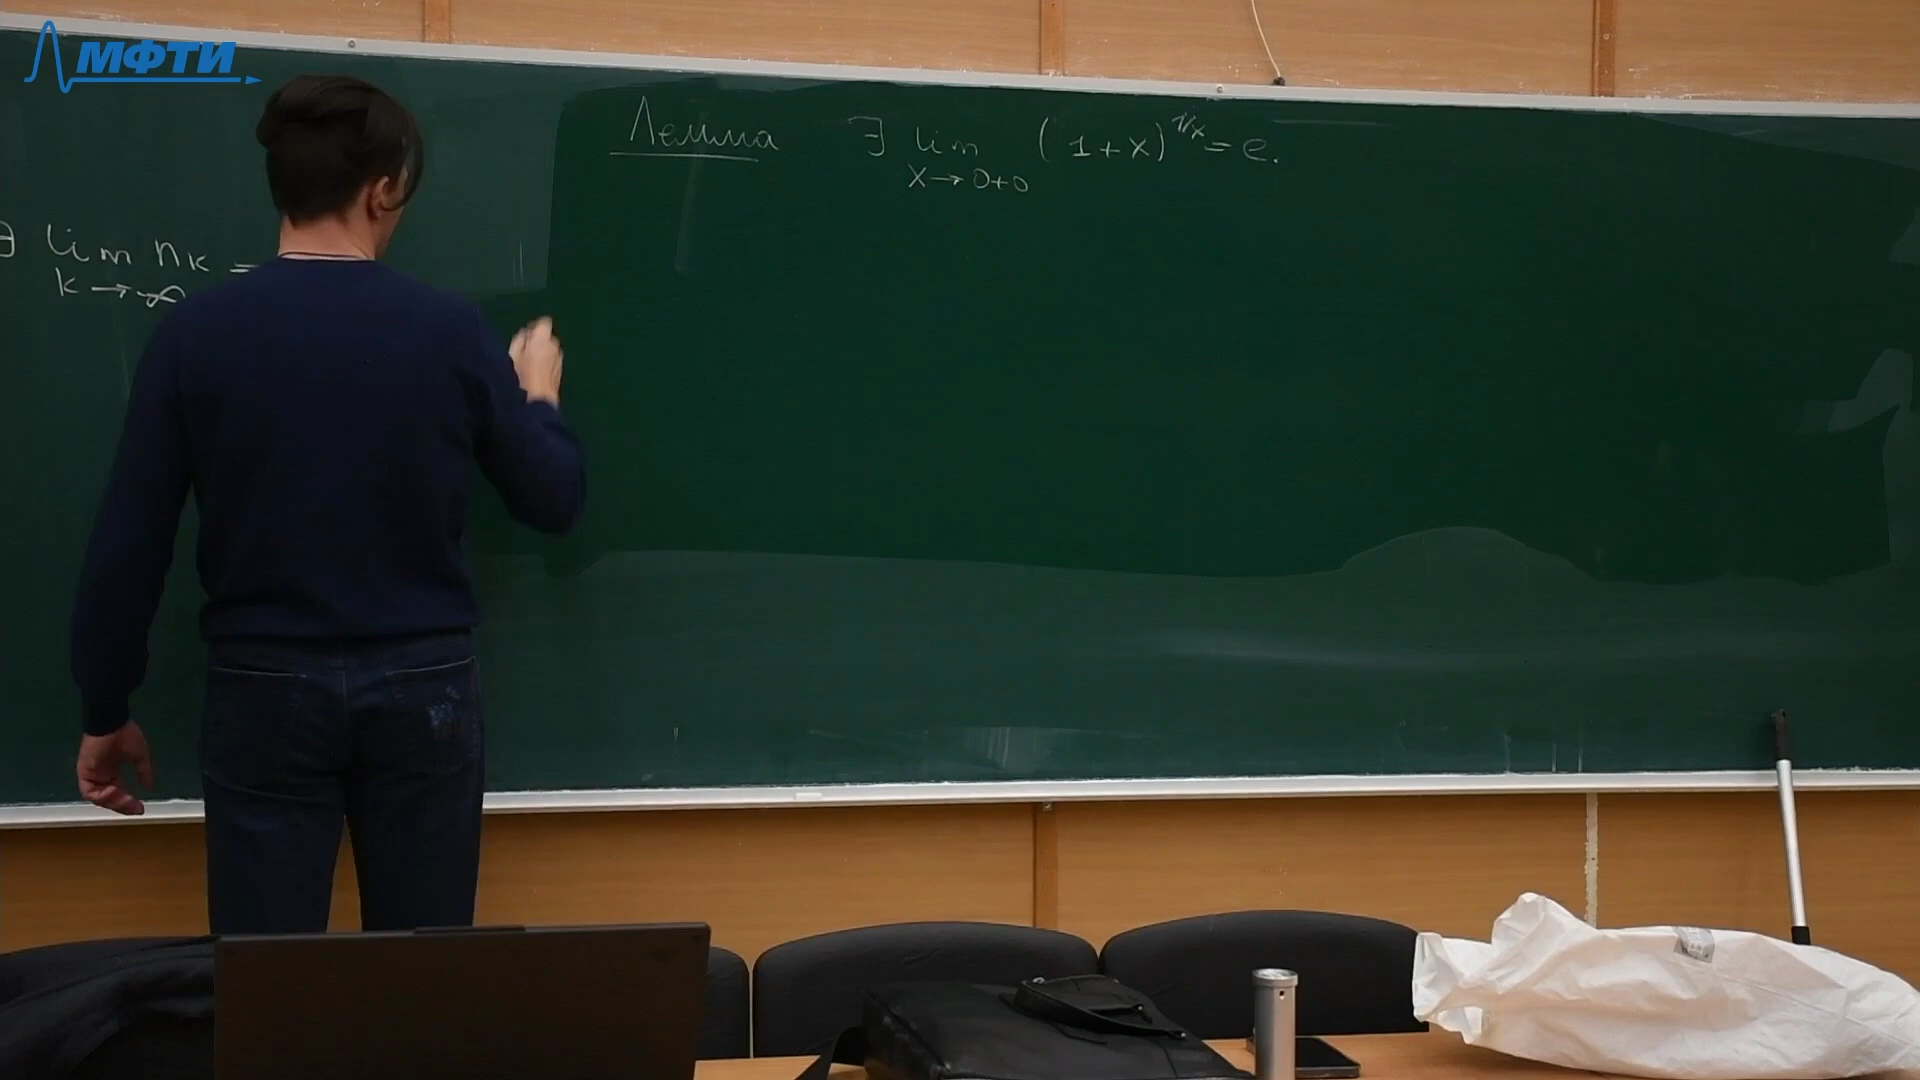 МФТИ
Лемма ∃ lim (1+x)^{1/x} = e.
x→0+0
∃ lim n_k =
k→∞